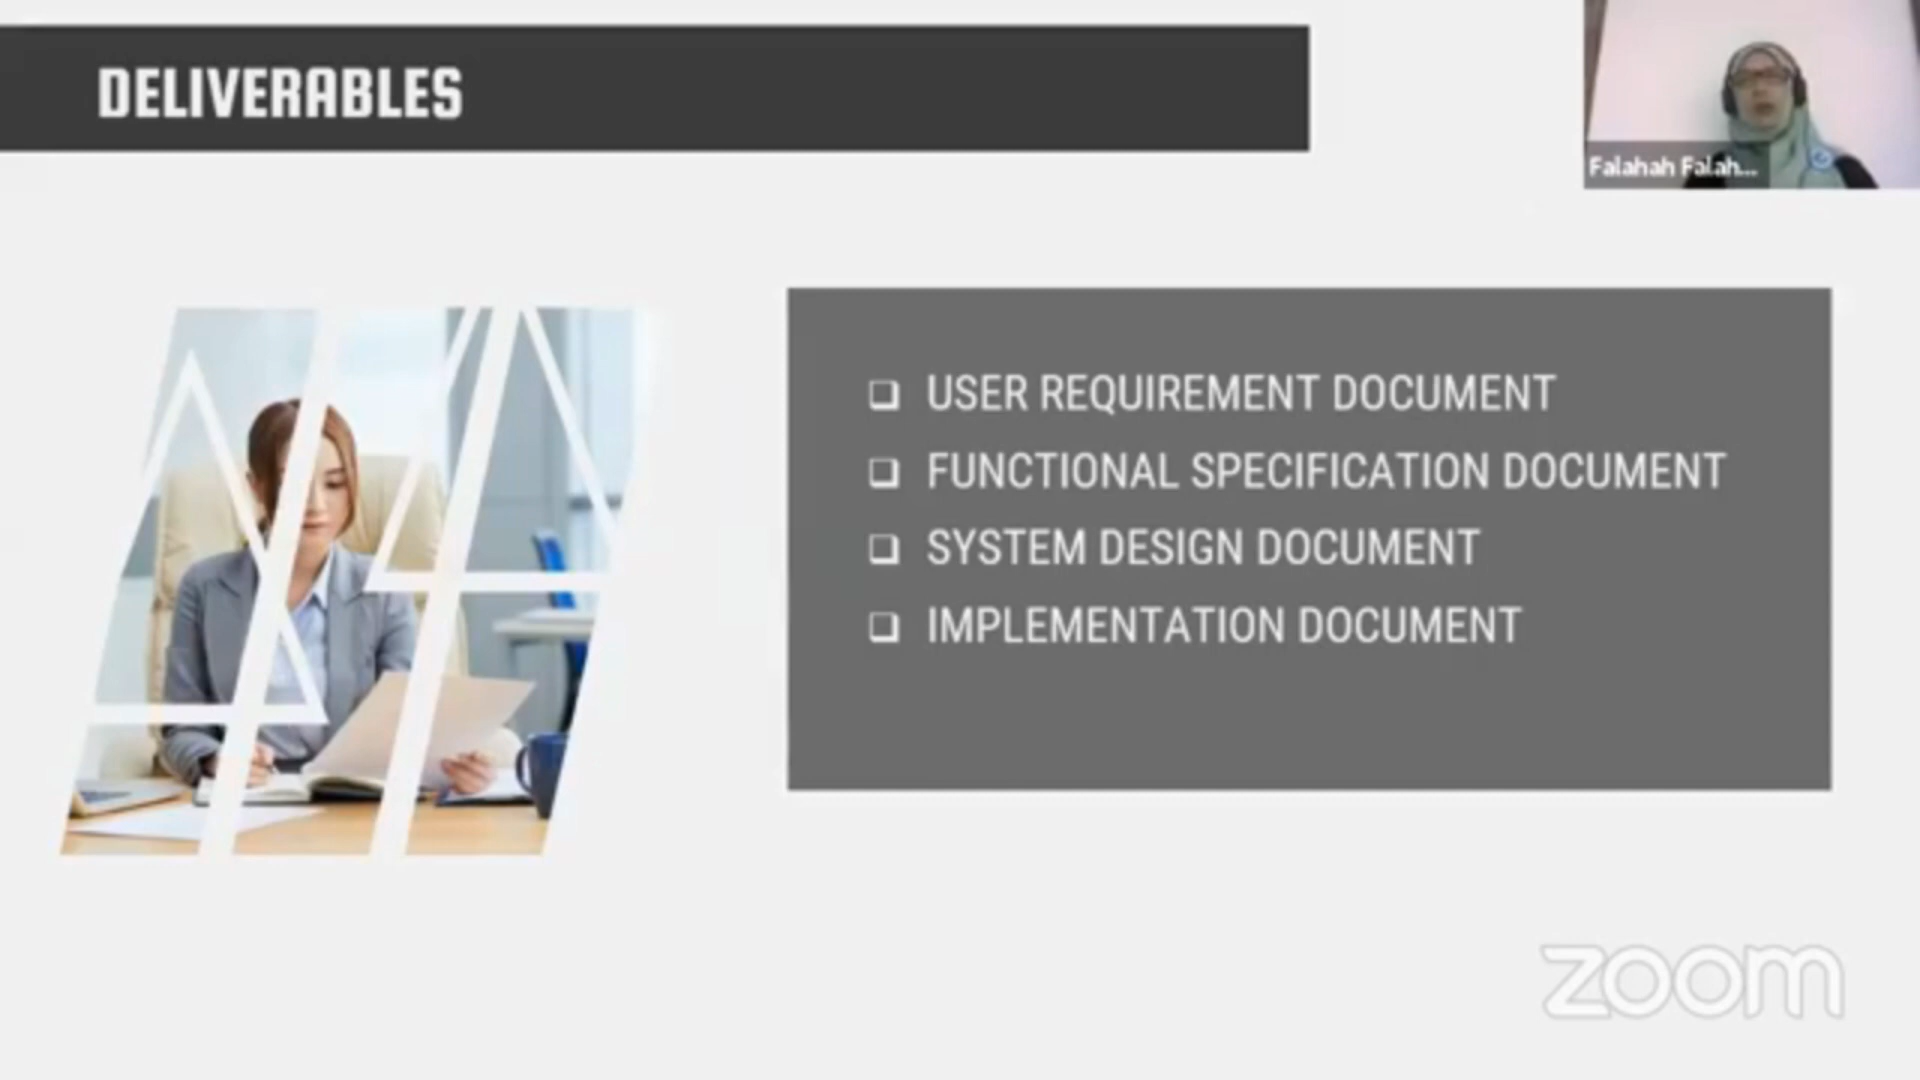 DELIVERABLES
Falahah Falah...
USER REQUIREMENT DOCUMENT
FUNCTIONAL SPECIFICATION DOCUMENT
SYSTEM DESIGN DOCUMENT
IMPLEMENTATION DOCUMENT
zoom